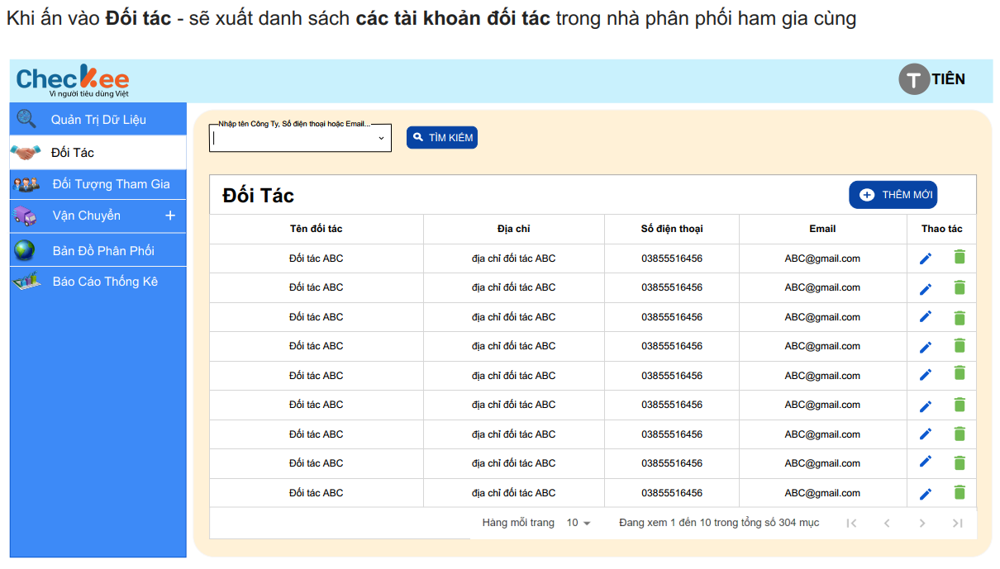 Khi ấn vào Đối tác - sẽ xuất danh sách các tài khoản đối tác trong nhà phân phối ham gia cùng
Checkee
Vì người tiêu dùng Việt
T TIÊN
Quản Trị Dữ Liệu
Đối Tác
Đối Tượng Tham Gia
Vận Chuyển +
Bản Đồ Phân Phối
Báo Cáo Thống Kê
Nhập tên Công Ty, Số điện thoại hoặc Email...
TÌM KIẾM
Đối Tác
THÊM MỚI
Tên đối tác Địa chỉ Số điện thoại Email Thao tác
Đối tác ABC địa chỉ đối tác ABC 03855516456 ABC@gmail.com
Đối tác ABC địa chỉ đối tác ABC 03855516456 ABC@gmail.com
Đối tác ABC địa chỉ đối tác ABC 03855516456 ABC@gmail.com
Đối tác ABC địa chỉ đối tác ABC 03855516456 ABC@gmail.com
Đối tác ABC địa chỉ đối tác ABC 03855516456 ABC@gmail.com
Đối tác ABC địa chỉ đối tác ABC 03855516456 ABC@gmail.com
Đối tác ABC địa chỉ đối tác ABC 03855516456 ABC@gmail.com
Đối tác ABC địa chỉ đối tác ABC 03855516456 ABC@gmail.com
Đối tác ABC địa chỉ đối tác ABC 03855516456 ABC@gmail.com
Hàng mỗi trang 10 Đang xem 1 đến 10 trong tổng số 304 mục